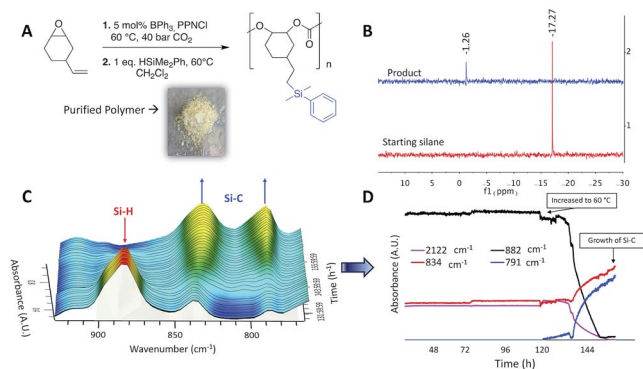 A
1. 5 mol% BPh3, PPNCl
60 °C, 40 bar CO2
2. 1 eq. HSiMe2Ph, 60°C
CH2Cl2
O
O
O
O
n
Si
Purified Polymer →
B
-1.26
-17.27
Product
2
Starting silane
1
10 5 0 -5 -10 -15 -20 -25 -30
f1 (ppm)
C
Si-H
Si-C
Absorbance (A.U.)
Time (h)
900 850 800
Wavenumber (cm-1)
D
Increased to 60 °C
Growth of Si-C
2122 cm-1
882 cm-1
834 cm-1
791 cm-1
Absorbance (A.U.)
48 72 96 120 144
Time (h)